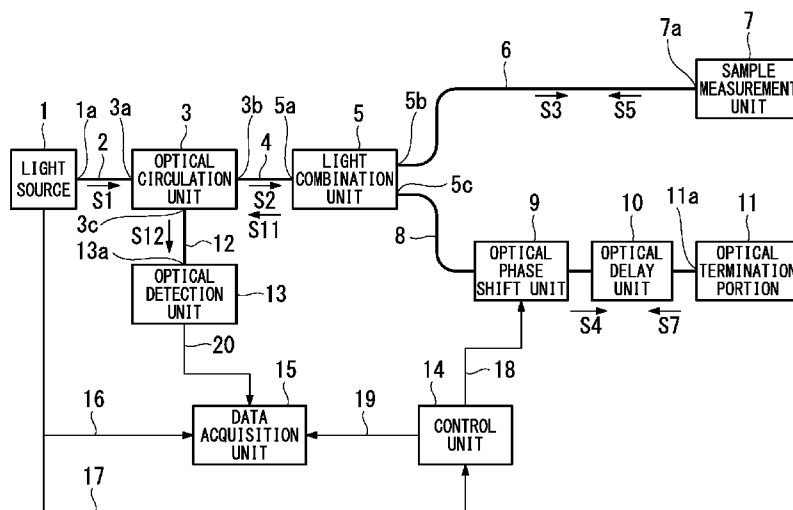 7
7a
SAMPLE
MEASUREMENT
UNIT
6
S3
S5
1
1a
3a
3
3b
5a
5
5b
2
4
LIGHT
SOURCE
OPTICAL
CIRCULATION
UNIT
LIGHT
COMBINATION
UNIT
S1
S2
S11
5c
3c
S12
12
13a
OPTICAL
DETECTION
UNIT
13
8
9
10
11a
11
OPTICAL
PHASE
SHIFT UNIT
OPTICAL
DELAY
UNIT
OPTICAL
TERMINATION
PORTION
S4
S7
20
15
14
18
16
DATA
ACQUISITION
UNIT
19
CONTROL
UNIT
17